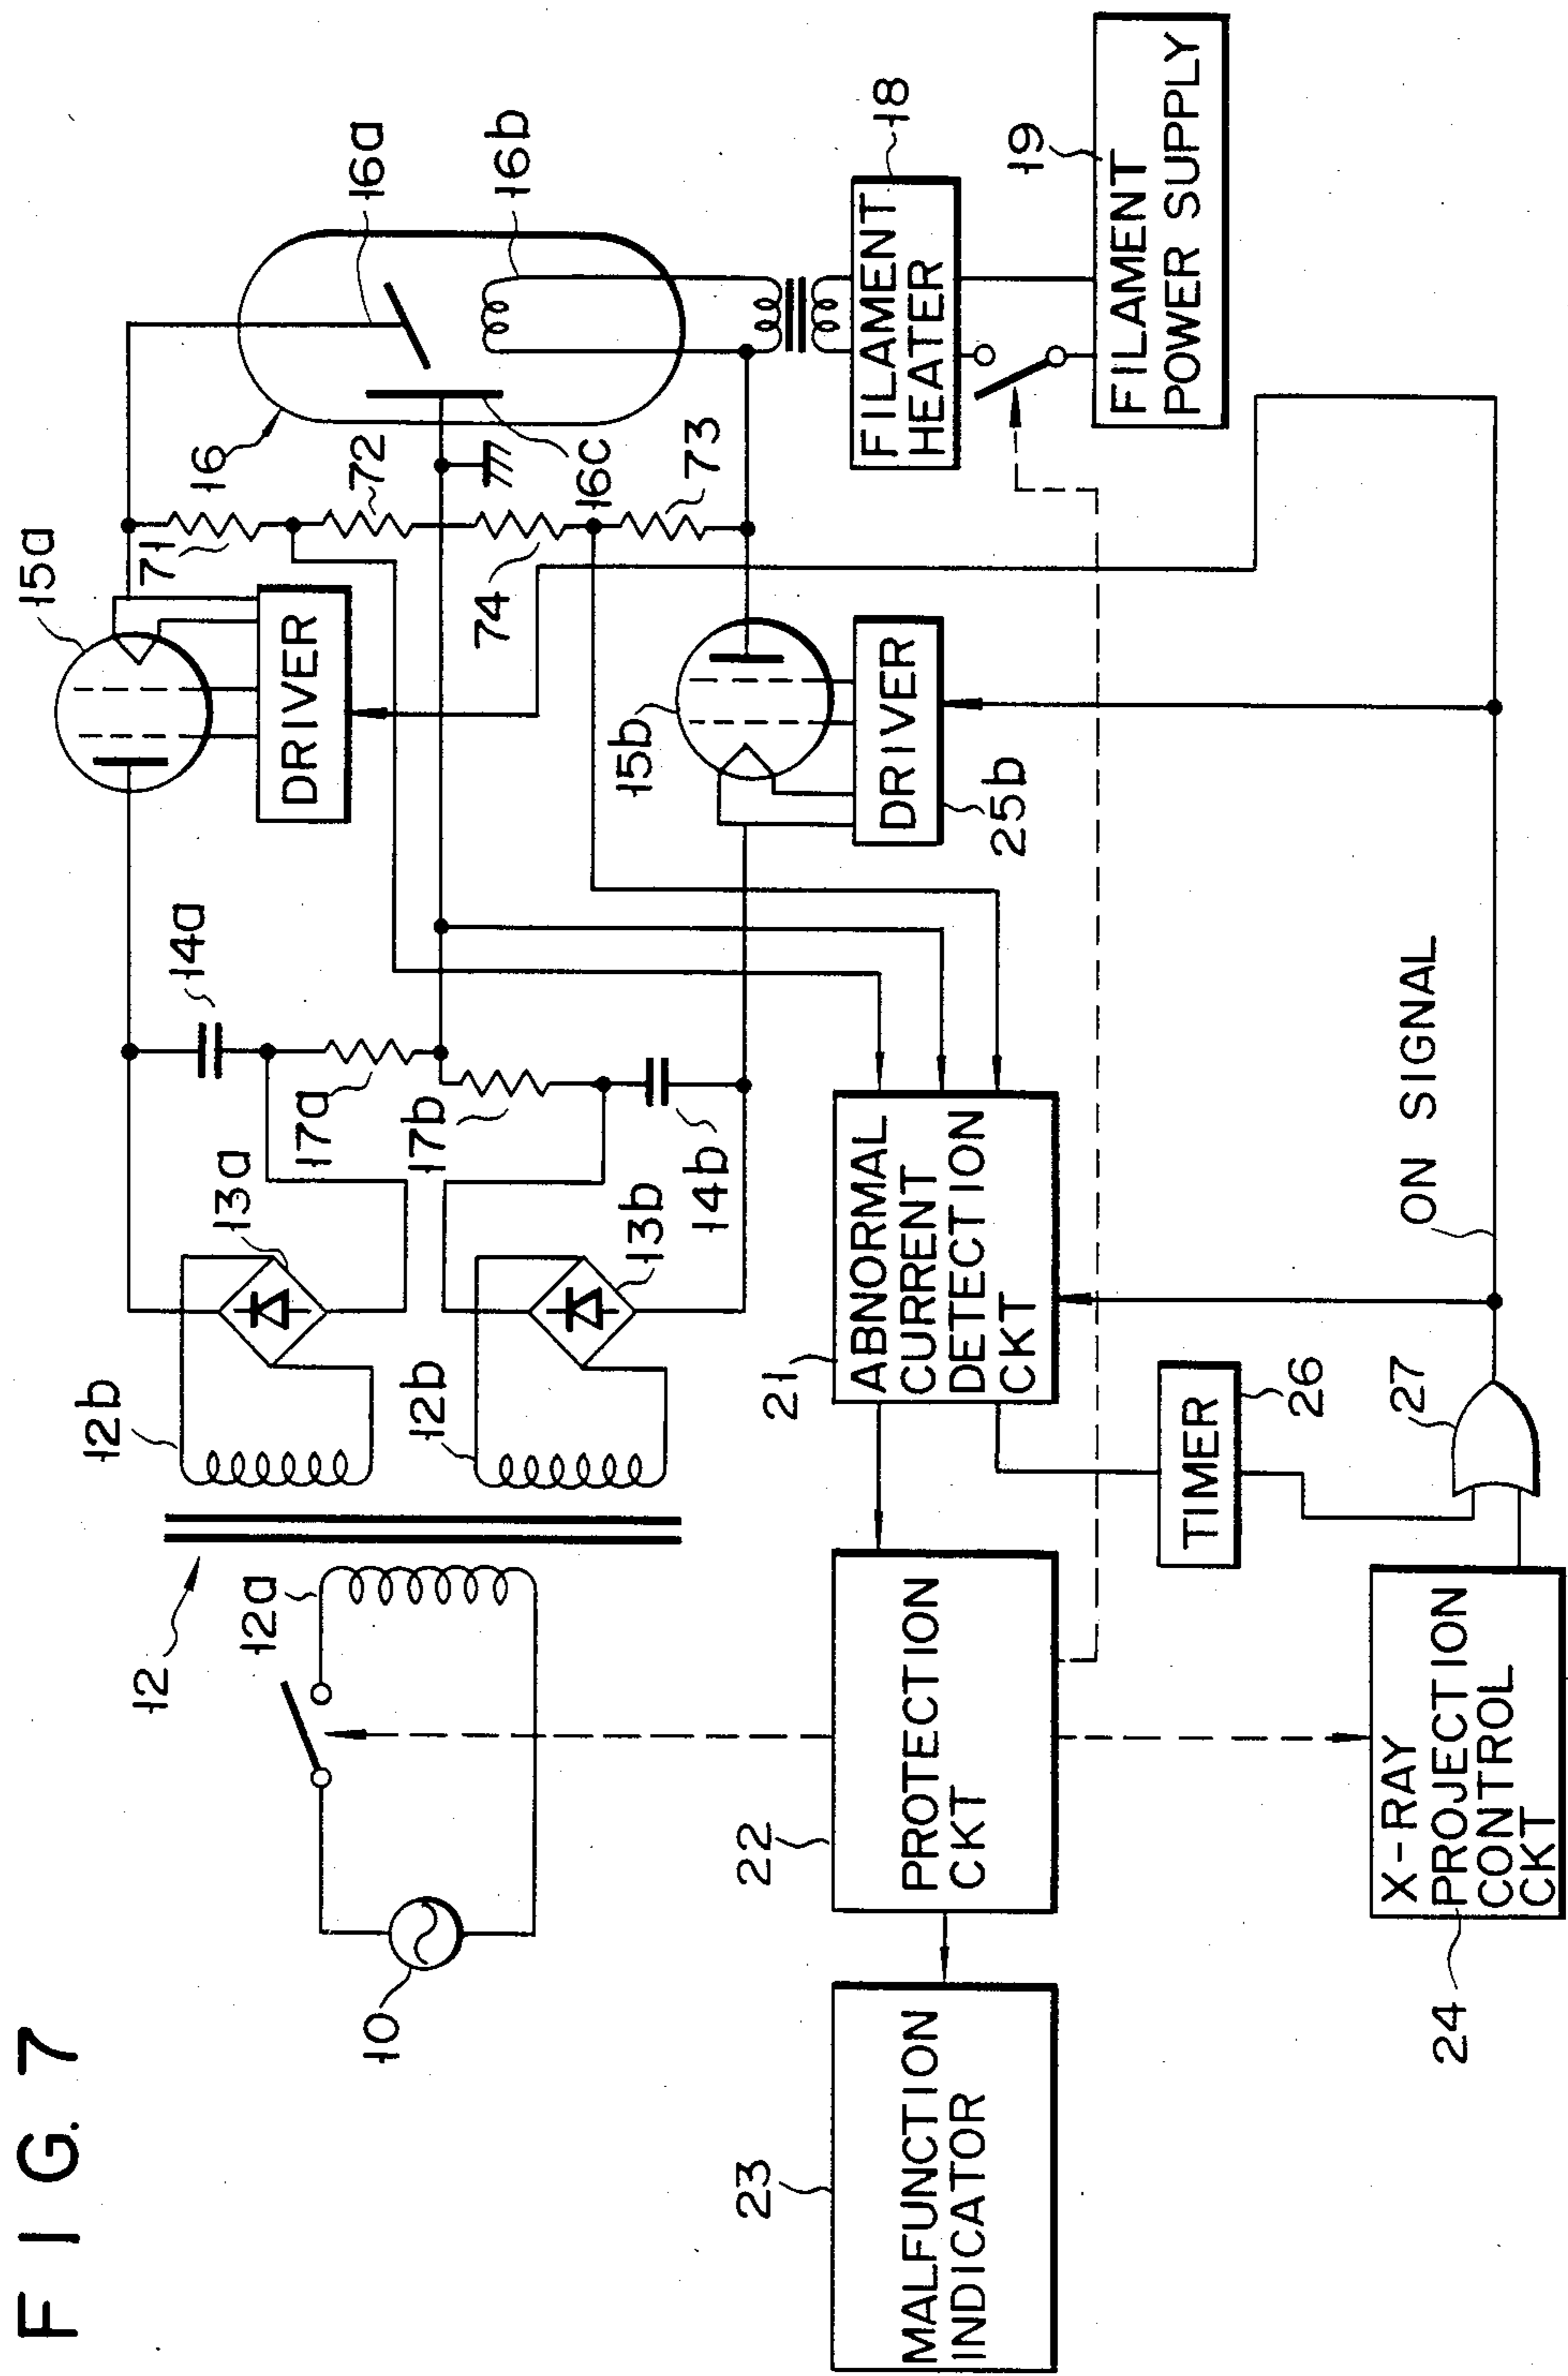 FIG. 7
12
12a
10
12b
12b
13a
13b
14a
17a
17b
14b
15a
DRIVER
15b
DRIVER
25b
71
72
74
73
16
16a
16b
16c
FILAMENT
HEATER
18
FILAMENT
POWER SUPPLY
19
ABNORMAL
CURRENT
DETECTION
CKT
21
PROTECTION
CKT
22
MALFUNCTION
INDICATOR
23
X-RAY
PROJECTION
CONTROL
CKT
24
TIMER
26
27
ON SIGNAL